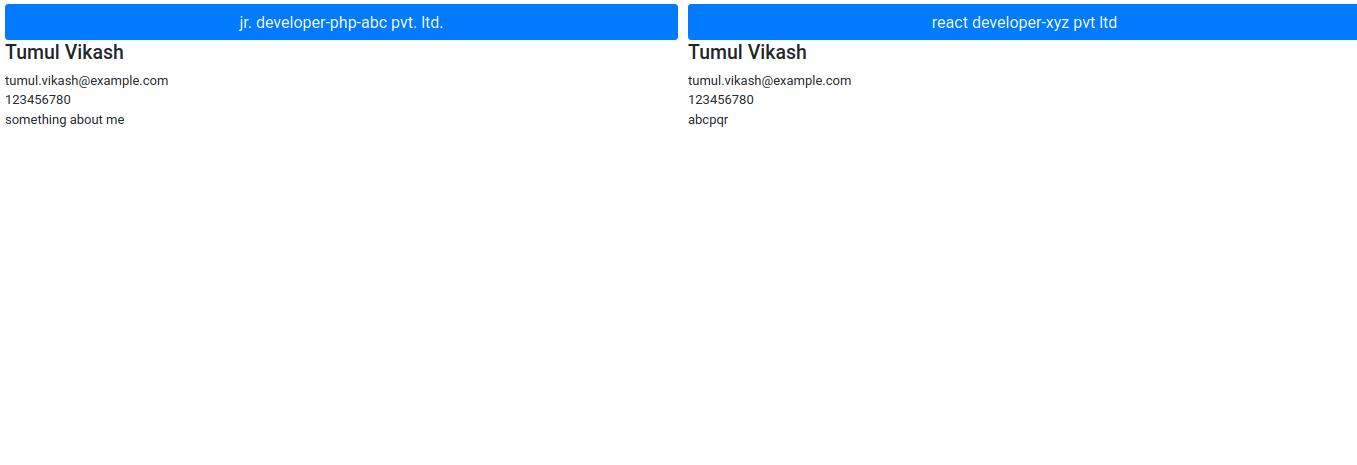 jr. developer-php-abc pvt. ltd.
Tumul Vikash
tumul.vikash@example.com
123456780
something about me
react developer-xyz pvt ltd
Tumul Vikash
tumul.vikash@example.com
123456780
abcpqr